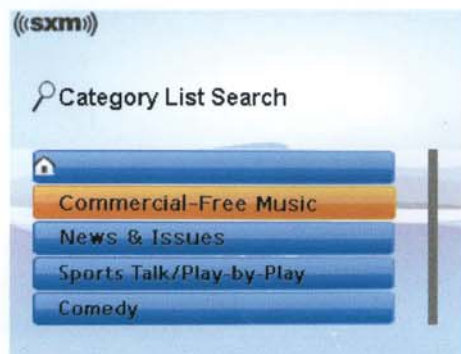 ((sxm))
Category List Search
Commercial-Free Music
News & Issues
Sports Talk/Play-by-Play
Comedy